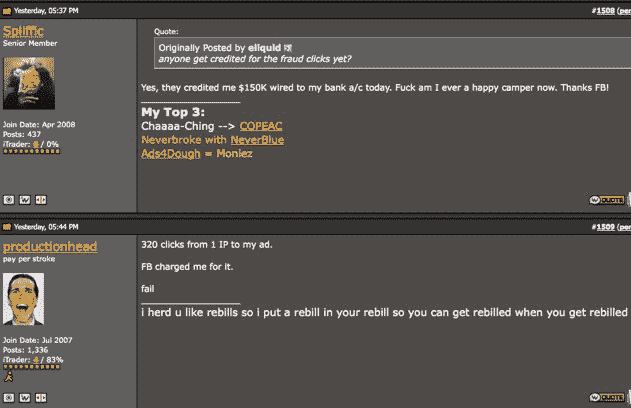 Yesterday, 05:37 PM
#1508 (per
Spliffic
Senior Member
Join Date: Apr 2008
Posts: 437
iTrader: / 0%
Quote:
Originally Posted by eliquid
anyone get credited for the fraud clicks yet?
Yes, they credited me $150K wired to my bank a/c today. Fuck am I ever a happy camper now. Thanks FB!
My Top 3:
Chaaaa-Ching --> COPEAC
Neverbroke with NeverBlue
Ads4Dough = Moniez
QUOTE
Yesterday, 05:44 PM
#1509 (per
productionhead
pay per stroke
Join Date: Jul 2007
Posts: 1,336
iTrader: / 83%
320 clicks from 1 IP to my ad.
FB charged me for it.
fail
i herd u like rebills so i put a rebill in your rebill so you can get rebilled when you get rebilled
QUOTE